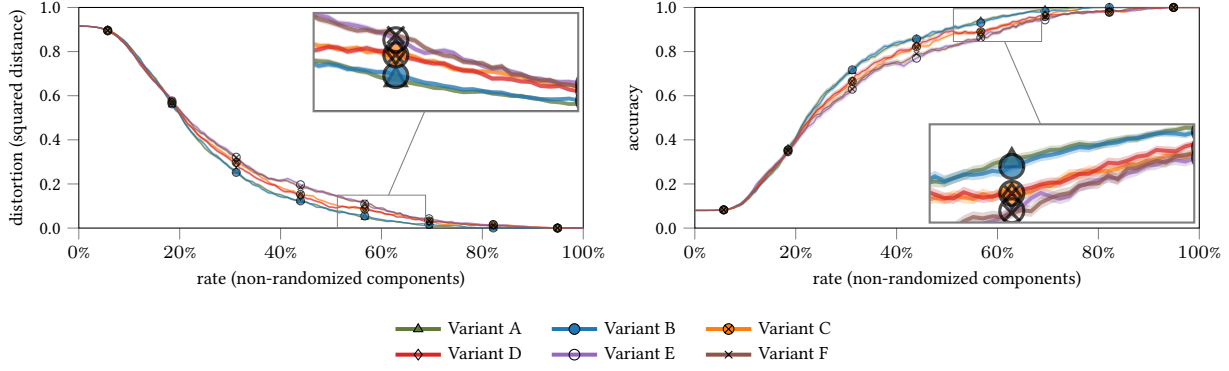 1.0
0.8
0.6
0.4
0.2
0.0
distortion (squared distance)
0% 20% 40% 60% 80% 100%
rate (non-randomized components)
1.0
0.8
0.6
0.4
0.2
0.0
accuracy
0% 20% 40% 60% 80% 100%
rate (non-randomized components)
Variant A Variant B Variant C
Variant D Variant E Variant F